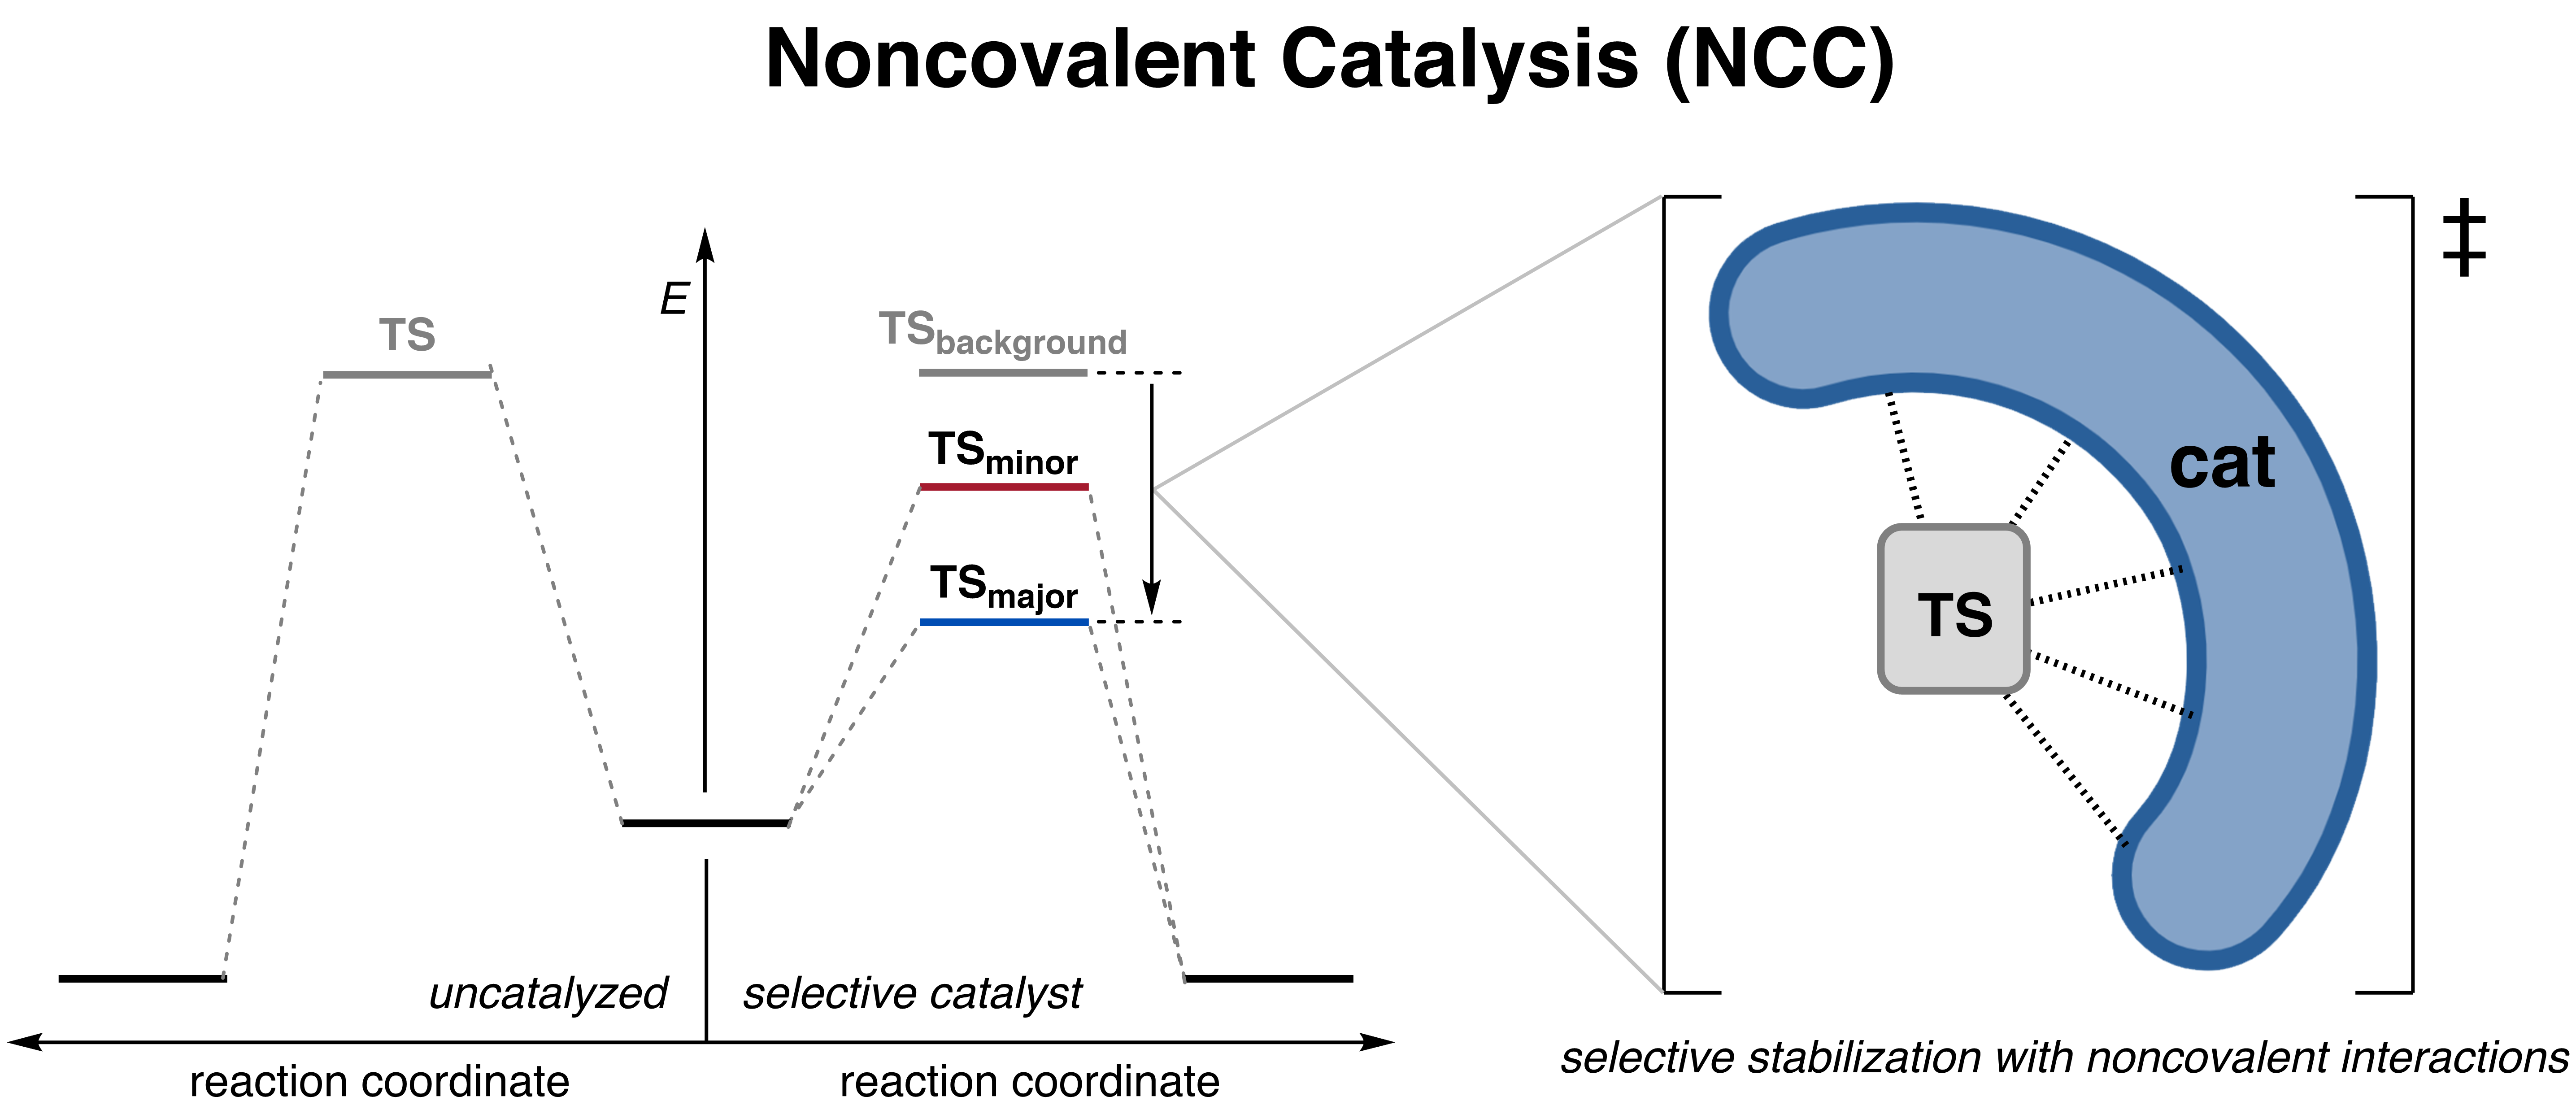 Noncovalent Catalysis (NCC)
E
TS
TSbackground
TSminor
TSmajor
uncatalyzed
selective catalyst
reaction coordinate
reaction coordinate
‡
cat
TS
selective stabilization with noncovalent interactions